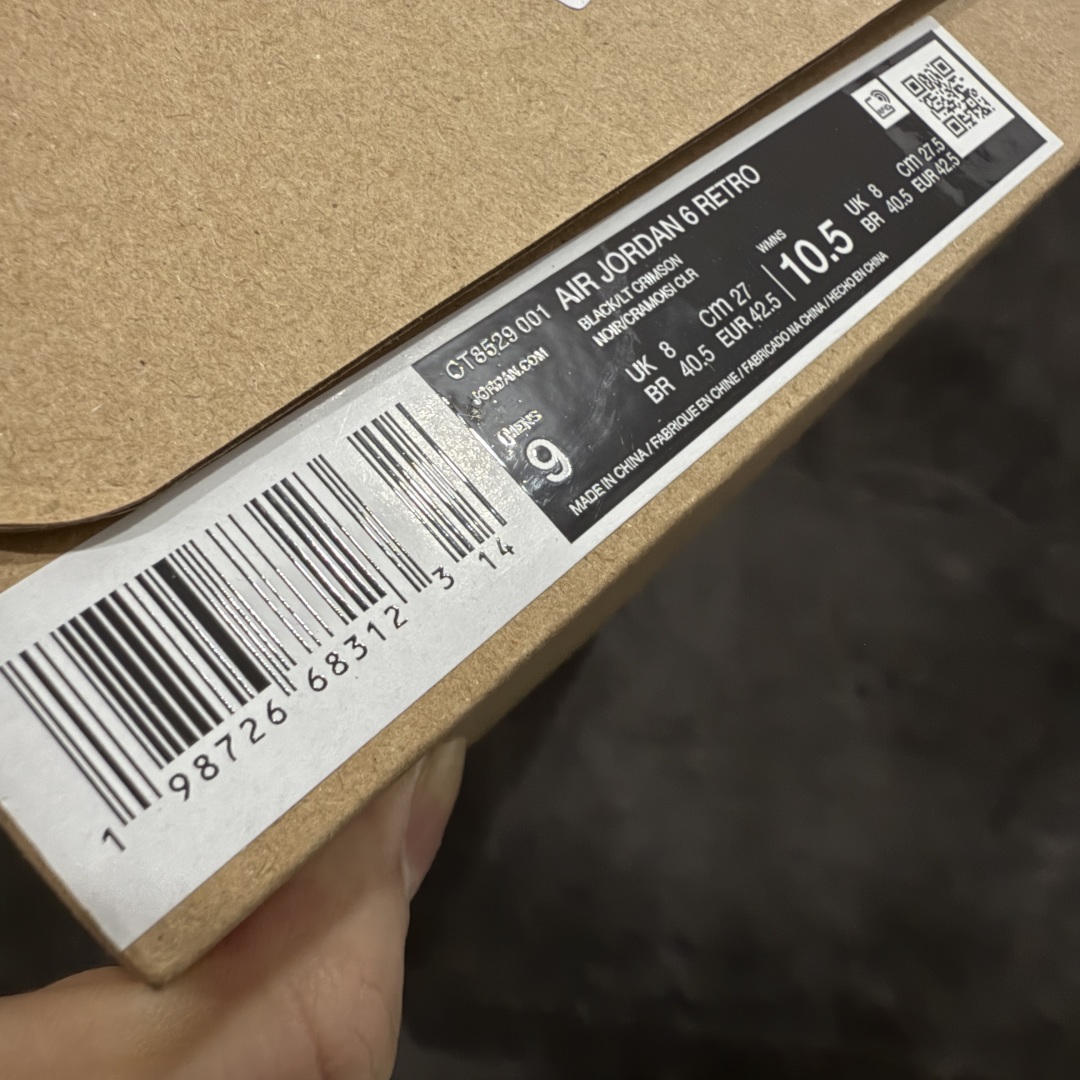 CT8529 001 AIR JORDAN 6 RETRO
JORDAN.COM
BLACK/LT CRIMSON
NOIR/CRAMOISI CLR
MENS
9
UK 8 cm 27
BR 40.5 EUR 42.5
WMNS
10.5
UK 8 cm 27.5
BR 40.5 EUR 42.5
MADE IN CHINA / FABRIQUE EN CHINE / FABRICADO NA CHINA / HECHO EN CHINA
1 98726 68312 3 14